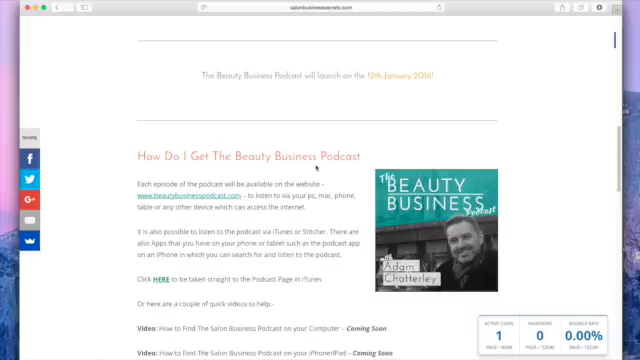 salonbusinesssecrets.com
The Beauty Business Podcast will launch on the 12th January 2016!
How Do I Get The Beauty Business Podcast
SHARE
Each episode of the podcast will be available on the website –
www.beautybusinesspodcast.com – to listen to via your pc, mac, phone,
table or any other device which can access the internet.
It is also possible to listen to the podcast via iTunes or Stitcher. There are
also Apps that you have on your phone or tablet such as the podcast app
on an iPhone in which you can search for and listen to the podcast.
Click HERE to be taken straight to the Podcast Page in iTunes
Or here are a couple of quick videos to help:-
Video: How to Find The Salon Business Podcast on your Computer – Coming Soon
Video: How to Find The Salon Business Podcast on your iPhone/iPad – Coming Soon
The
BEAUTY
BUSINESS
Podcast
with
Adam
Chatterley
ACTIVE USERS
1
PAGE • NOW
PAGEVIEWS
0
PAGE • TODAY
BOUNCE RATE
0.00%
PAGE • TODAY